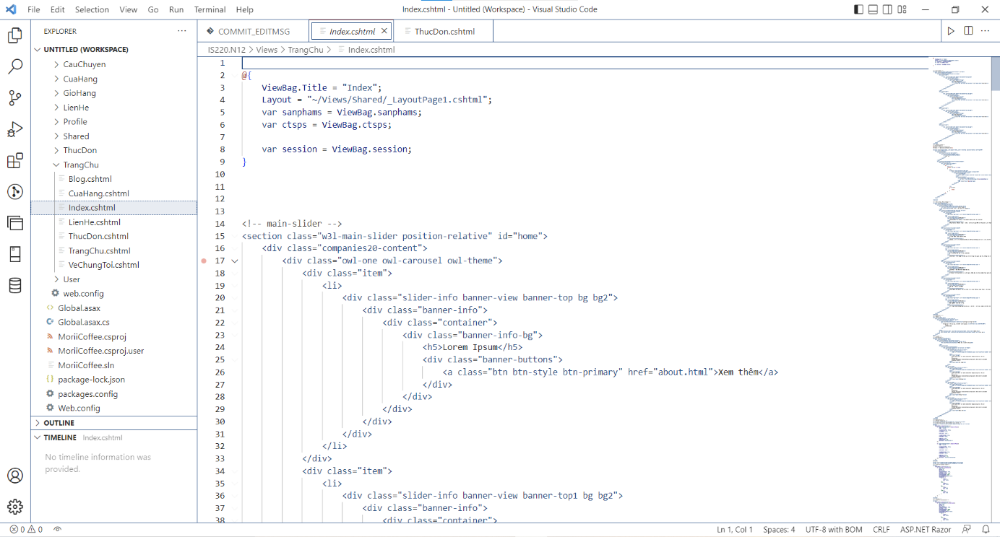 File Edit Selection View Go Run Terminal Help
Index.cshtml - Untitled (Workspace) - Visual Studio Code
EXPLORER
UNTITLED (WORKSPACE)
CauChuyen
CuaHang
GioHang
LienHe
Profile
Shared
ThucDon
TrangChu
Blog.cshtml
CuaHang.cshtml
Index.cshtml
LienHe.cshtml
ThucDon.cshtml
TrangChu.cshtml
VeChungToi.cshtml
User
web.config
Global.asax
Global.asax.cs
MoriiCoffee.csproj
MoriiCoffee.csproj.user
MoriiCoffee.sln
package-lock.json
packages.config
Web.config
OUTLINE
TIMELINE Index.cshtml
No timeline information was
provided.
COMMIT_EDITMSG Index.cshtml ThucDon.cshtml
IS220.N12 > Views > TrangChu > Index.cshtml
1
2 @{
3 ViewBag.Title = "Index";
4 Layout = "~/Views/Shared/_LayoutPage1.cshtml";
5 var sanphams = ViewBag.sanphams;
6 var ctsps = ViewBag.ctsps;
7
8 var session = ViewBag.session;
9 }
10
11
12
13
14 <!-- main-slider -->
15 <section class="w3l-main-slider position-relative" id="home">
16 <div class="companies20-content">
17 <div class="owl-one owl-carousel owl-theme">
18 <div class="item">
19 <li>
20 <div class="slider-info banner-view banner-top bg bg2">
21 <div class="banner-info">
22 <div class="container">
23 <div class="banner-info-bg">
24 <h5>Lorem Ipsum</h5>
25 <div class="banner-buttons">
26 <a class="btn btn-style btn-primary" href="about.html">Xem thêm</a>
27 </div>
28 </div>
29 </div>
30 </div>
31 </div>
32 </li>
33 </div>
34 <div class="item">
35 <li>
36 <div class="slider-info banner-view banner-top1 bg bg2">
37 <div class="banner-info">
38 <div class="container">
0 0
Ln 1, Col 1 Spaces: 4 UTF-8 with BOM CRLF ASP.NET Razor